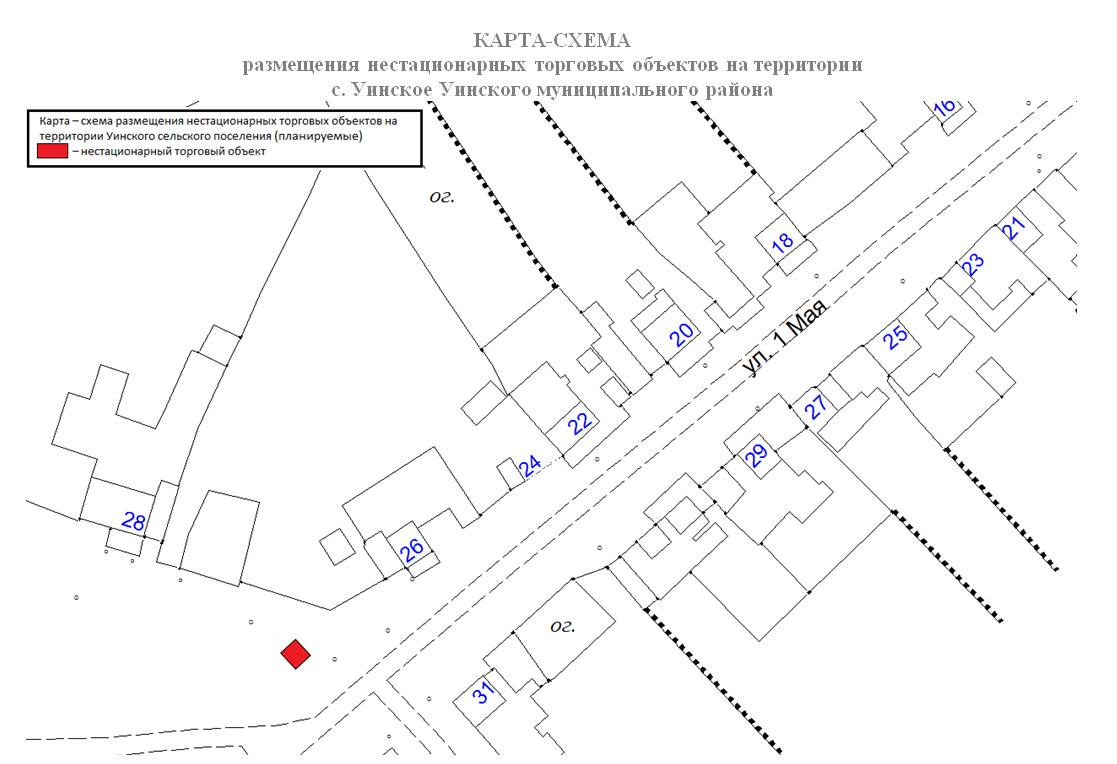 КАРТА-СХЕМА
размещения нестационарных торговых объектов на территории
с. Уинское Уинского муниципального района
Карта – схема размещения нестационарных торговых объектов на
территории Уинского сельского поселения (планируемые)
– нестационарный торговый объект
16
ог.
18
21
23
20
ул. 1 Мая
25
22
27
24
29
28
26
ог.
31